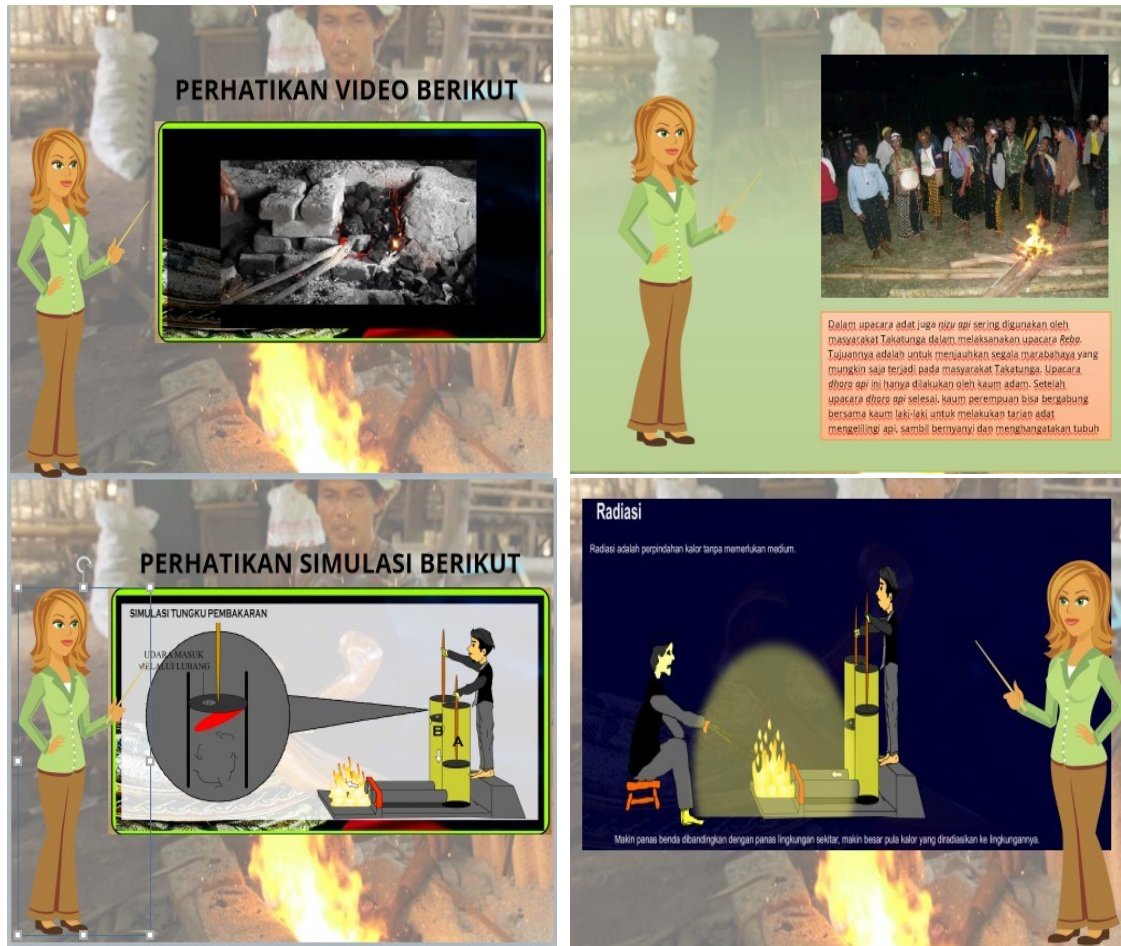 PERHATIKAN VIDEO BERIKUT
Dalam upacara adat juga nizu api sering digunakan oleh
masyarakat Takatunga dalam melaksanakan upacara Reba.
Tujuannya adalah untuk menjauhkan segala marabahaya yang
mungkin saja terjadi pada masyarakat Takatunga. Upacara
dhoro api ini hanya dilakukan oleh kaum adam. Setelah
upacara dhoro api selesai, kaum perempuan bisa bergabung
bersama kaum laki-laki untuk melakukan tarian adat
mengelilingi api, sambil bernyanyi dan menghangatakan tubuh
PERHATIKAN SIMULASI BERIKUT
SIMULASI TUNGKU PEMBAKARAN
UDARA MASUK
MELALUI LUBANG
B
A
Radiasi
Radiasi adalah perpindahan kalor tanpa memerlukan medium.
Makin panas benda dibandingkan dengan panas lingkungan sekitar, makin besar pula kalor yang diradiasikan ke lingkungannya.